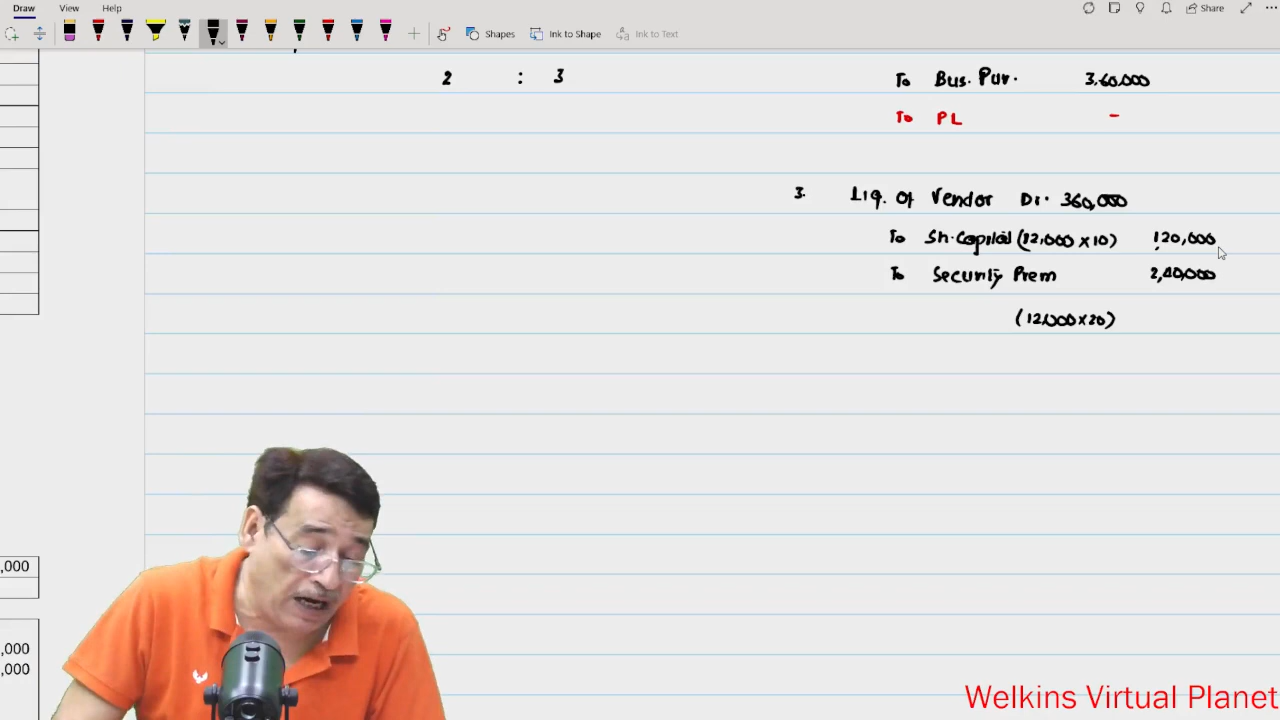 Draw View Help Share
Shapes Ink to Shape Ink to Text
2 : 3
To Bus. Pur. 3,60,000
To PL -
3. Liq. Of Vendor Dr. 360,000
To Sh. Capital (12,000 x 10) 120,000
To Security Prem 2,40,000
(12,000 x 20)
,000
,000
,000
Welkins Virtual Planet